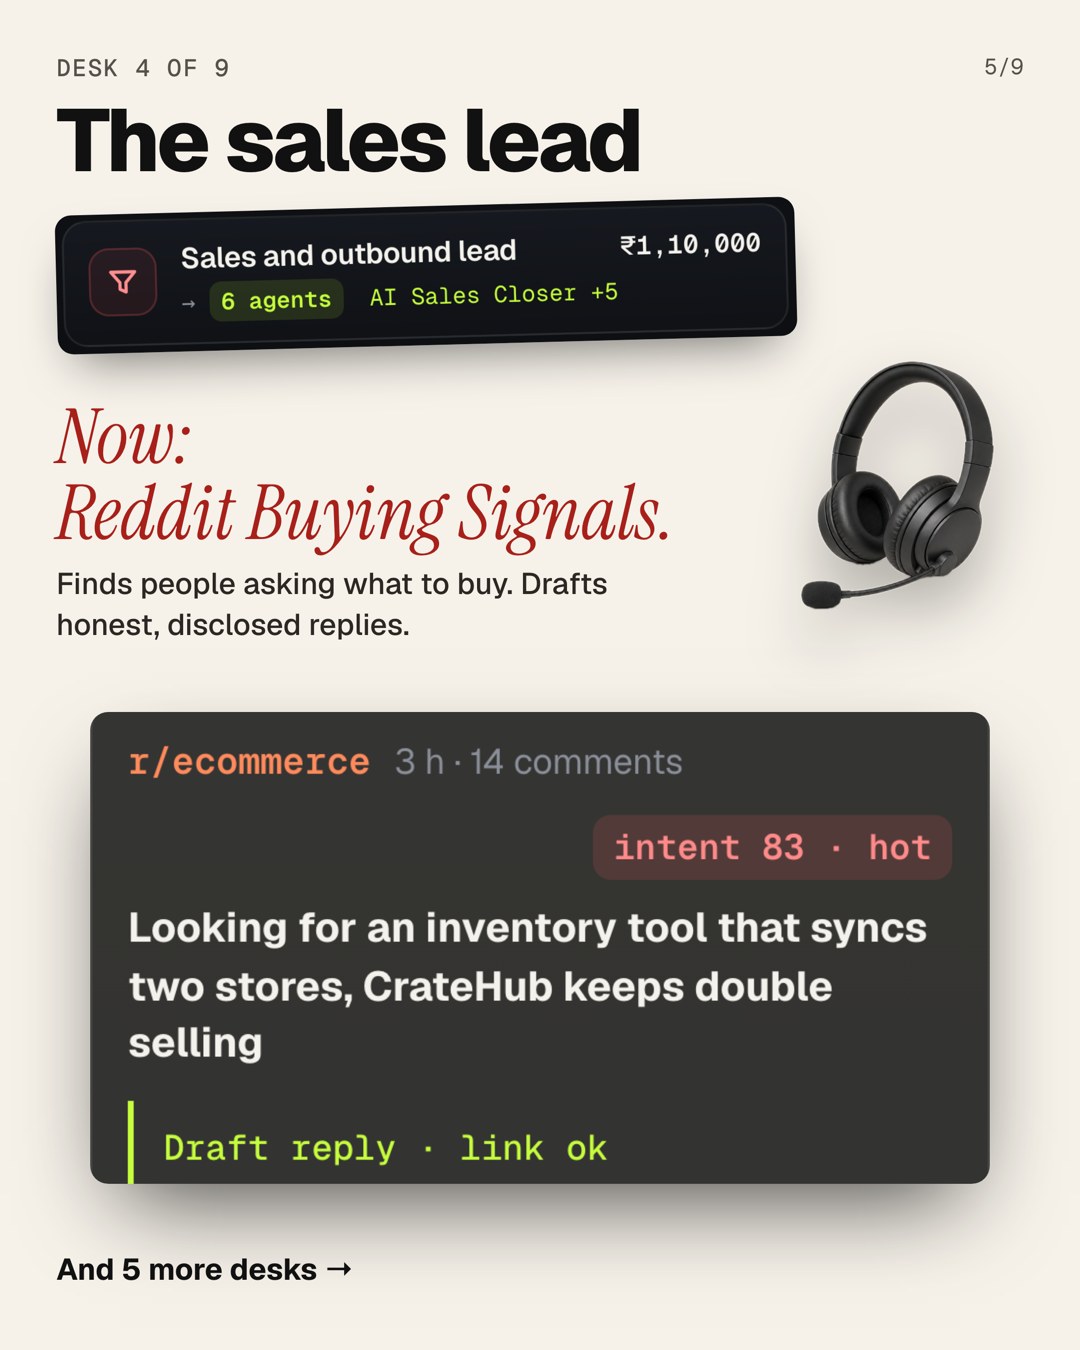 DESK 4 OF 9
5/9
The sales lead
Sales and outbound lead
₹1,10,000
→ 6 agents AI Sales Closer +5
Now:
Reddit Buying Signals.
Finds people asking what to buy. Drafts
honest, disclosed replies.
r/ecommerce 3 h · 14 comments
intent 83 · hot
Looking for an inventory tool that syncs
two stores, CrateHub keeps double
selling
Draft reply · link ok
And 5 more desks →